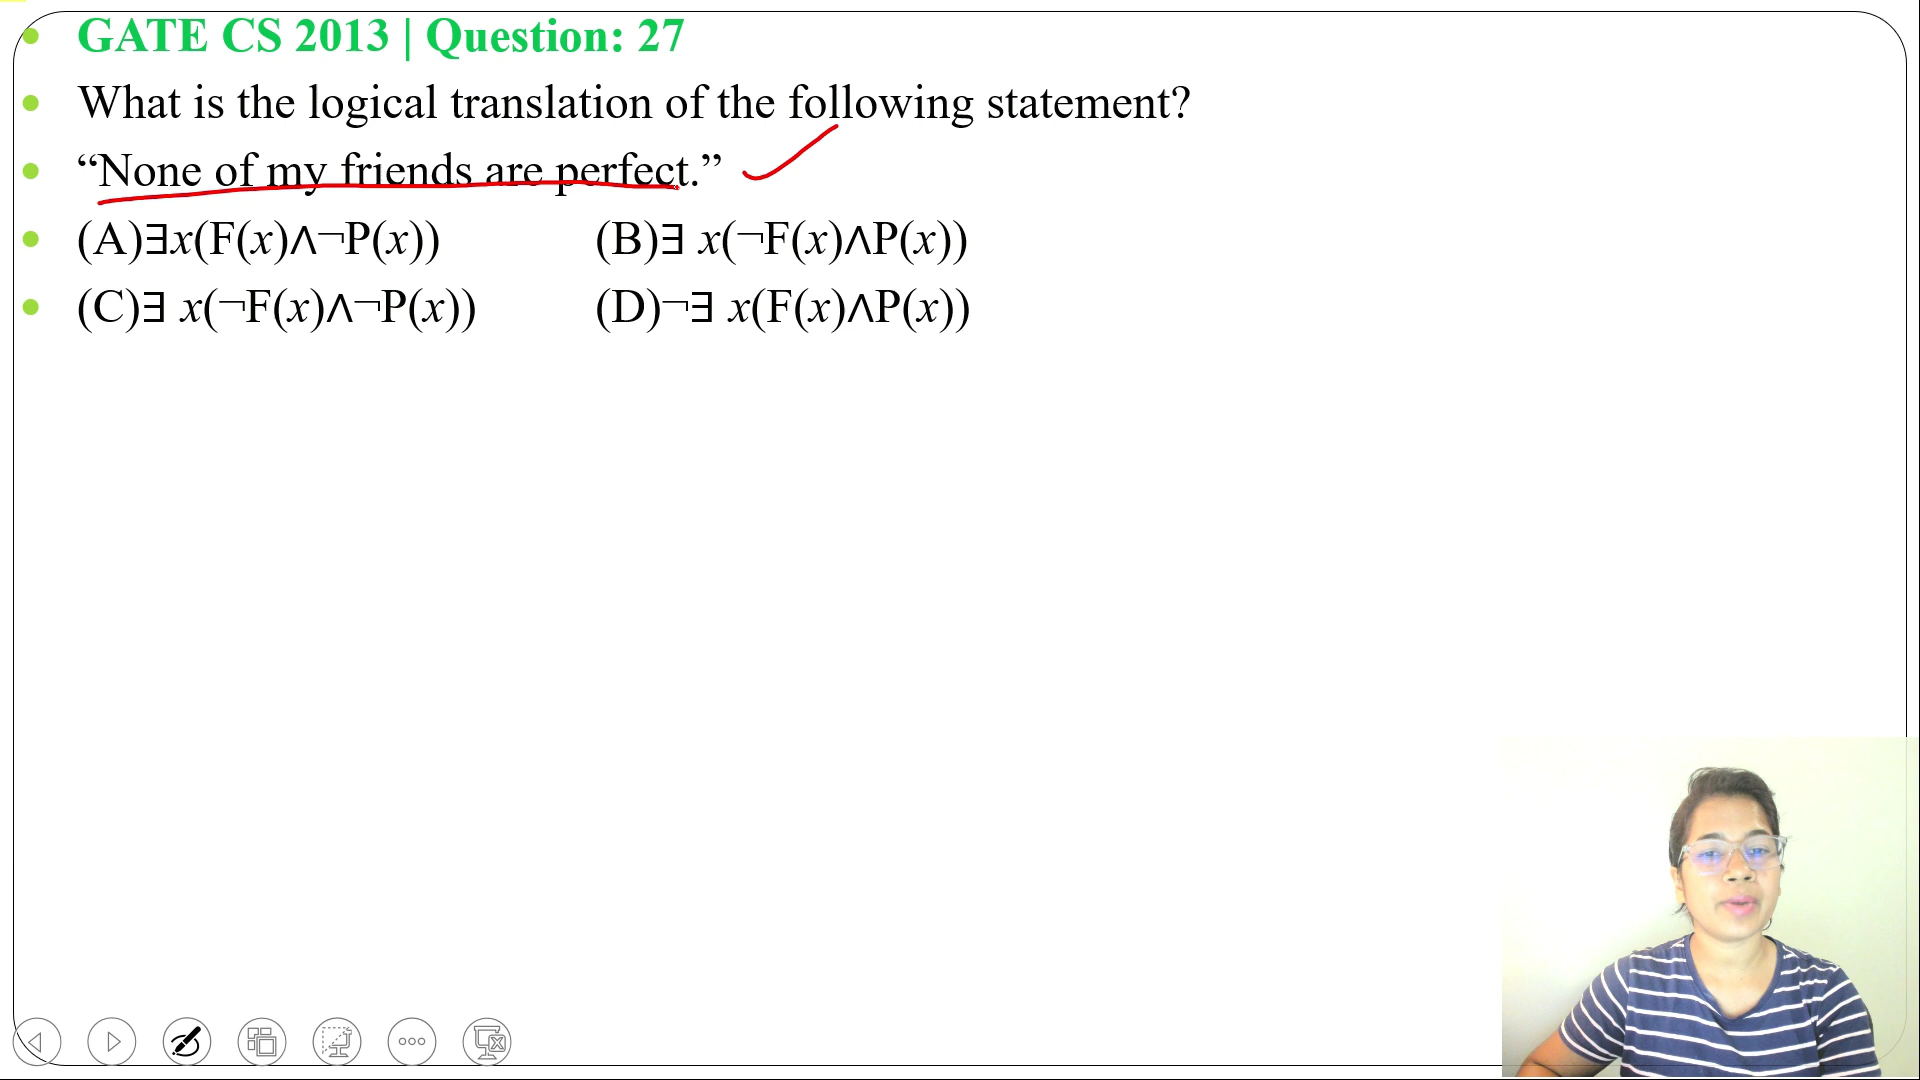 GATE CS 2013 | Question: 27
What is the logical translation of the following statement?
“None of my friends are perfect.”
(A)∃x(F(x)∧¬P(x)) (B)∃ x(¬F(x)∧P(x))
(C)∃ x(¬F(x)∧¬P(x)) (D)¬∃ x(F(x)∧P(x))